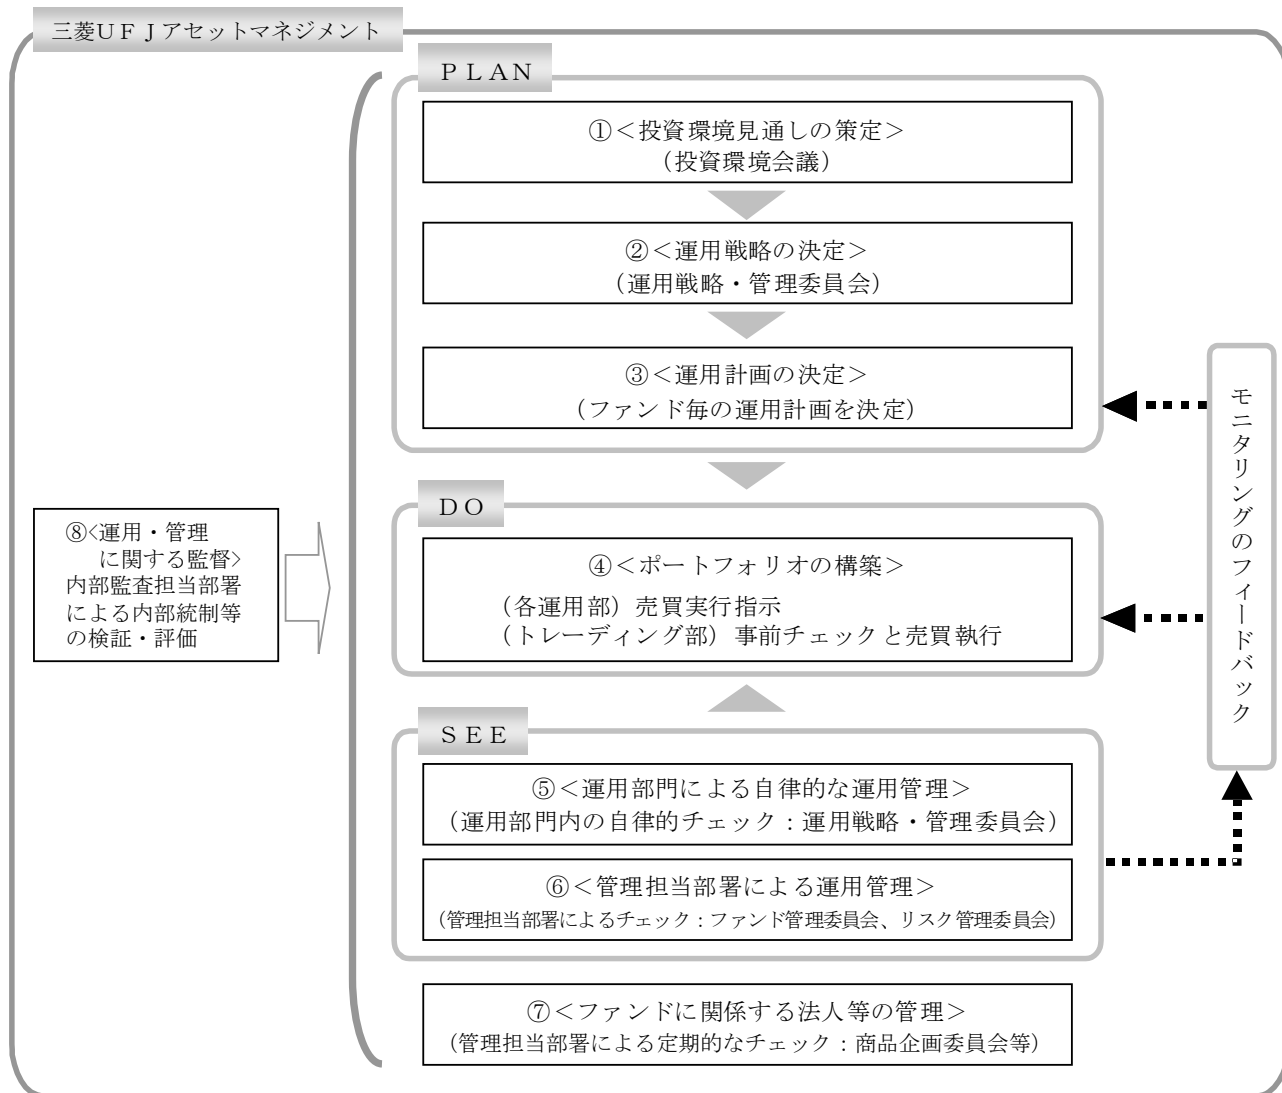 三菱UFJアセットマネジメント
PLAN
①＜投資環境見通しの策定＞
（投資環境会議）
②＜運用戦略の決定＞
（運用戦略・管理委員会）
③＜運用計画の決定＞
（ファンド毎の運用計画を決定）
DO
④＜ポートフォリオの構築＞
（各運用部）売買実行指示
（トレーディング部）事前チェックと売買執行
SEE
⑤＜運用部門による自律的な運用管理＞
（運用部門内の自律的チェック：運用戦略・管理委員会）
⑥＜管理担当部署による運用管理＞
（管理担当部署によるチェック：ファンド管理委員会、リスク管理委員会）
⑦＜ファンドに関係する法人等の管理＞
（管理担当部署による定期的なチェック：商品企画委員会等）
⑧<運用・管理
に関する監督>
内部監査担当部署
による内部統制等
の検証・評価
モニタリングのフィードバック